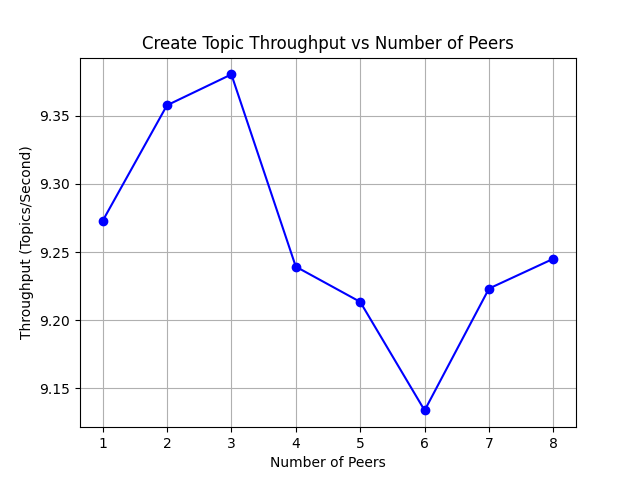 Create Topic Throughput vs Number of Peers
Throughput (Topics/Second)
9.35
9.30
9.25
9.20
9.15
1 2 3 4 5 6 7 8
Number of Peers